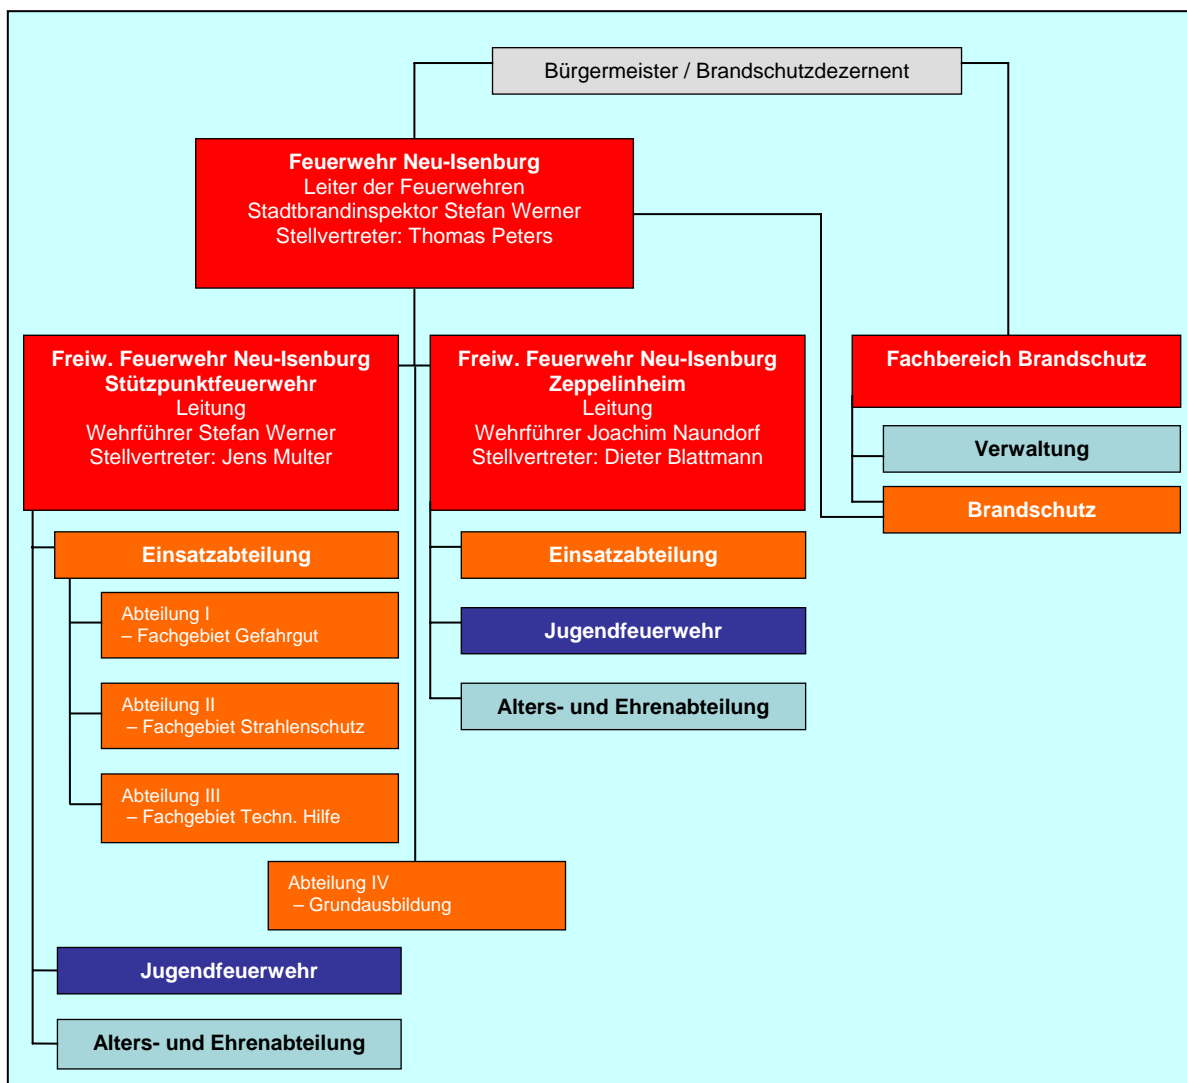 Bürgermeister / Brandschutzdezernent
Feuerwehr Neu-Isenburg
Leiter der Feuerwehren
Stadtbrandinspektor Stefan Werner
Stellvertreter: Thomas Peters
Freiw. Feuerwehr Neu-Isenburg
Stützpunktfeuerwehr
Leitung
Wehrführer Stefan Werner
Stellvertreter: Jens Multer
Freiw. Feuerwehr Neu-Isenburg
Zeppelinheim
Leitung
Wehrführer Joachim Naundorf
Stellvertreter: Dieter Blattmann
Fachbereich Brandschutz
Verwaltung
Brandschutz
Einsatzabteilung
Abteilung I
– Fachgebiet Gefahrgut
Abteilung II
– Fachgebiet Strahlenschutz
Abteilung III
– Fachgebiet Techn. Hilfe
Einsatzabteilung
Jugendfeuerwehr
Alters- und Ehrenabteilung
Abteilung IV
– Grundausbildung
Jugendfeuerwehr
Alters- und Ehrenabteilung